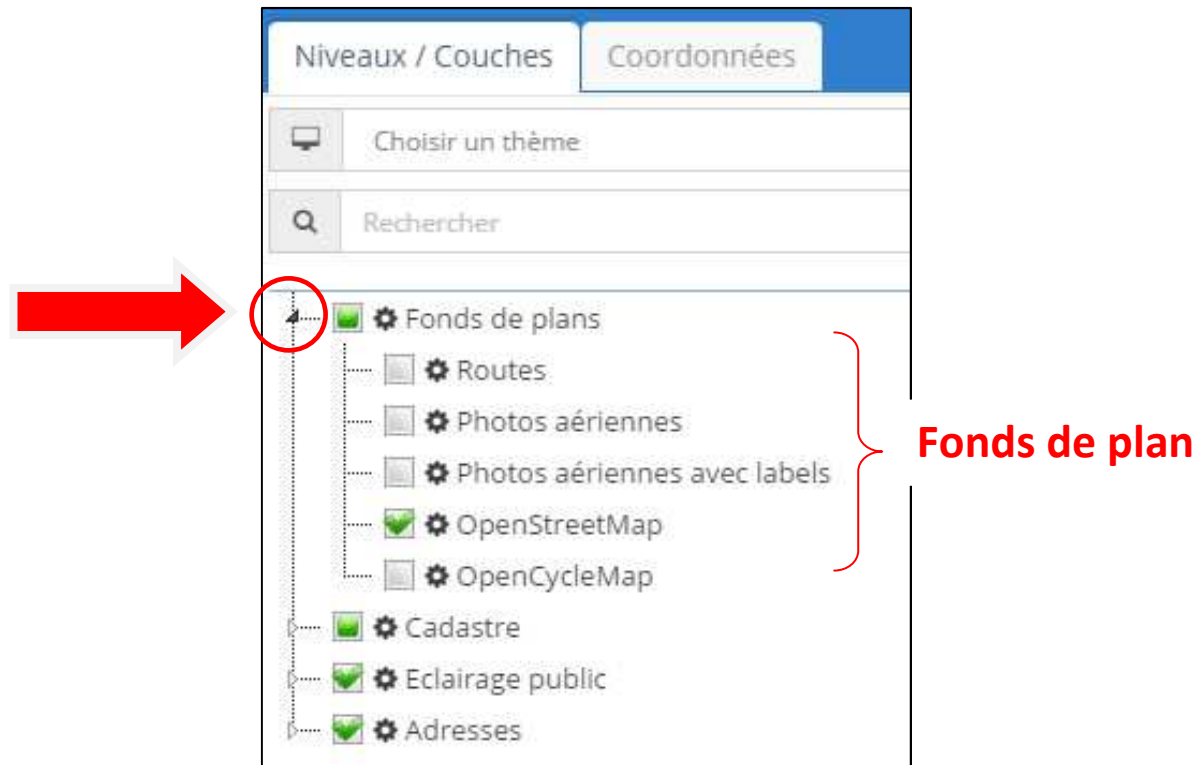 Niveaux / Couches Coordonnées
Choisir un thème
Rechercher
Fonds de plans
Routes
Photos aériennes
Photos aériennes avec labels
OpenStreetMap
OpenCycleMap
Cadastre
Eclairage public
Adresses
Fonds de plan